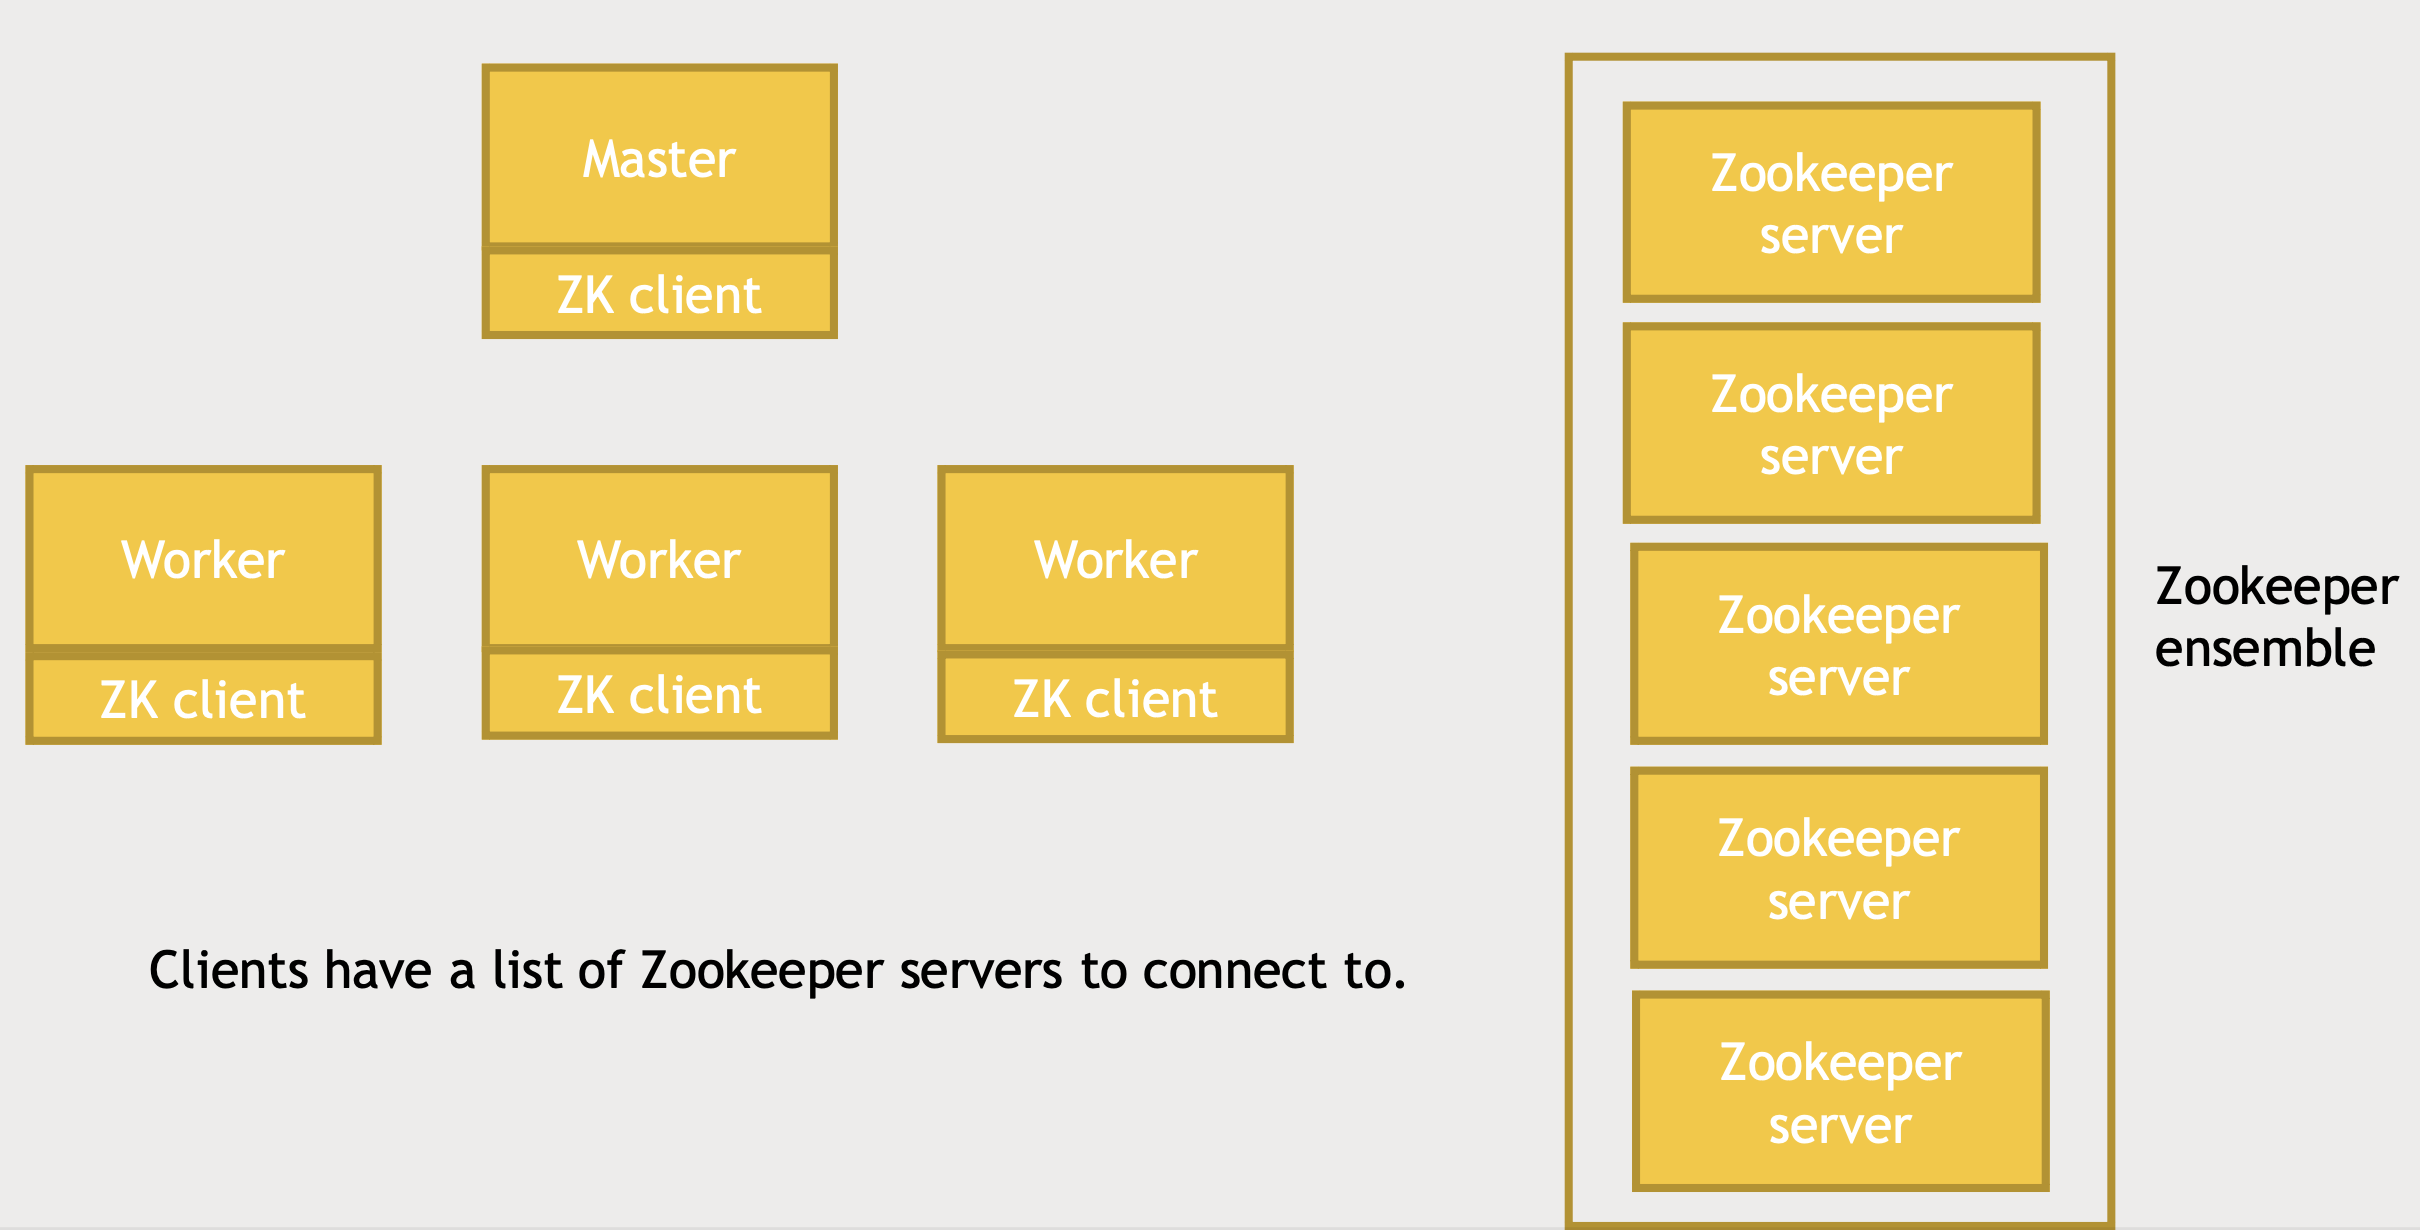 Master
ZK client
Worker
ZK client
Worker
ZK client
Worker
ZK client
Clients have a list of Zookeeper servers to connect to.
Zookeeper
server
Zookeeper
server
Zookeeper
server
Zookeeper
server
Zookeeper
server
Zookeeper
ensemble